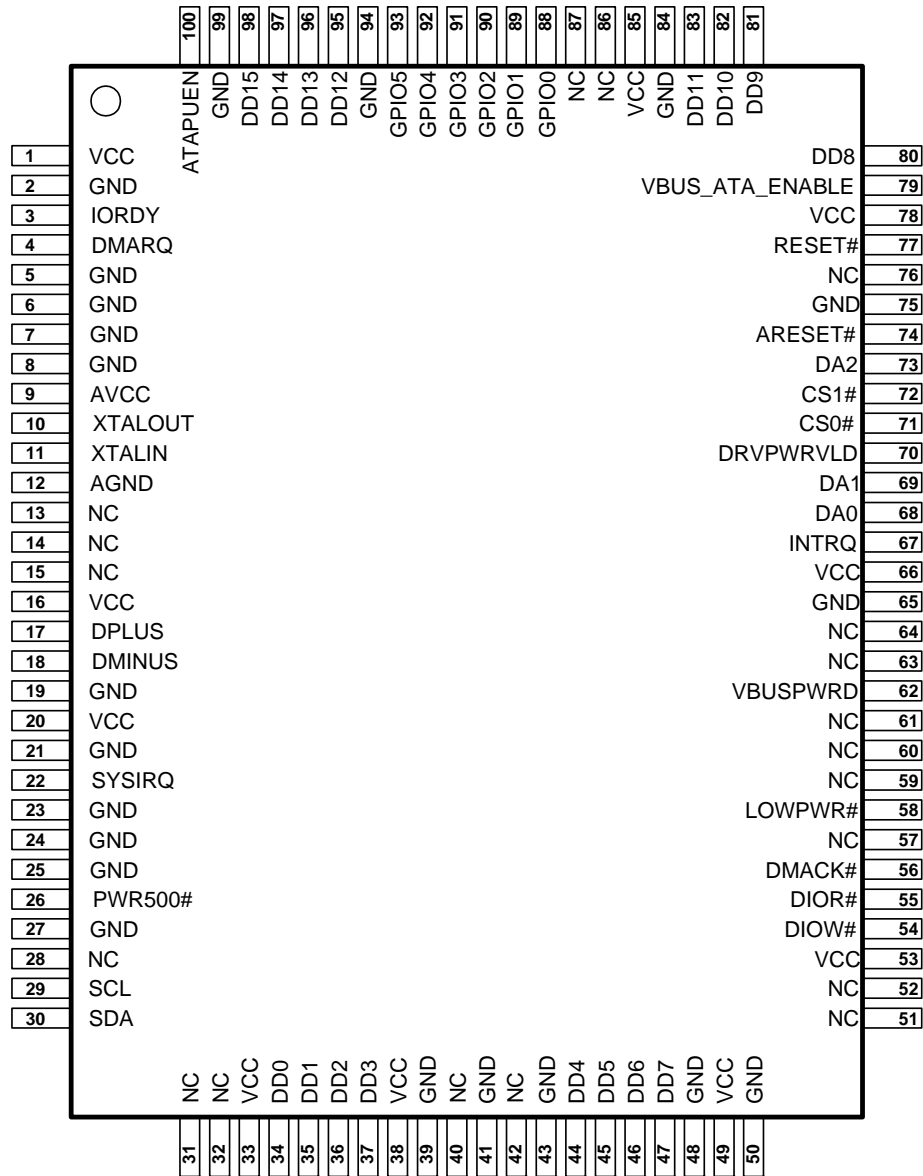 100 99 98 97 96 95 94 93 92 91 90 89 88 87 86 85 84 83 82 81
ATAPUEN GND DD15 DD14 DD13 DD12 GND GPIO5 GPIO4 GPIO3 GPIO2 GPIO1 GPIO0 NC NC VCC GND DD11 DD10 DD9
1 VCC DD8 80
2 GND VBUS_ATA_ENABLE 79
3 IORDY VCC 78
4 DMARQ RESET# 77
5 GND NC 76
6 GND GND 75
7 GND ARESET# 74
8 GND DA2 73
9 AVCC CS1# 72
10 XTALOUT CS0# 71
11 XTALIN DRVPWRVLD 70
12 AGND DA1 69
13 NC DA0 68
14 NC INTRQ 67
15 NC VCC 66
16 VCC GND 65
17 DPLUS NC 64
18 DMINUS NC 63
19 GND VBUSPWRD 62
20 VCC NC 61
21 GND NC 60
22 SYSIRQ NC 59
23 GND LOWPWR# 58
24 GND NC 57
25 GND DMACK# 56
26 PWR500# DIOR# 55
27 GND DIOW# 54
28 NC VCC 53
29 SCL NC 52
30 SDA NC 51
NC NC VCC DD0 DD1 DD2 DD3 VCC GND NC GND NC GND DD4 DD5 DD6 DD7 GND VCC GND
31 32 33 34 35 36 37 38 39 40 41 42 43 44 45 46 47 48 49 50